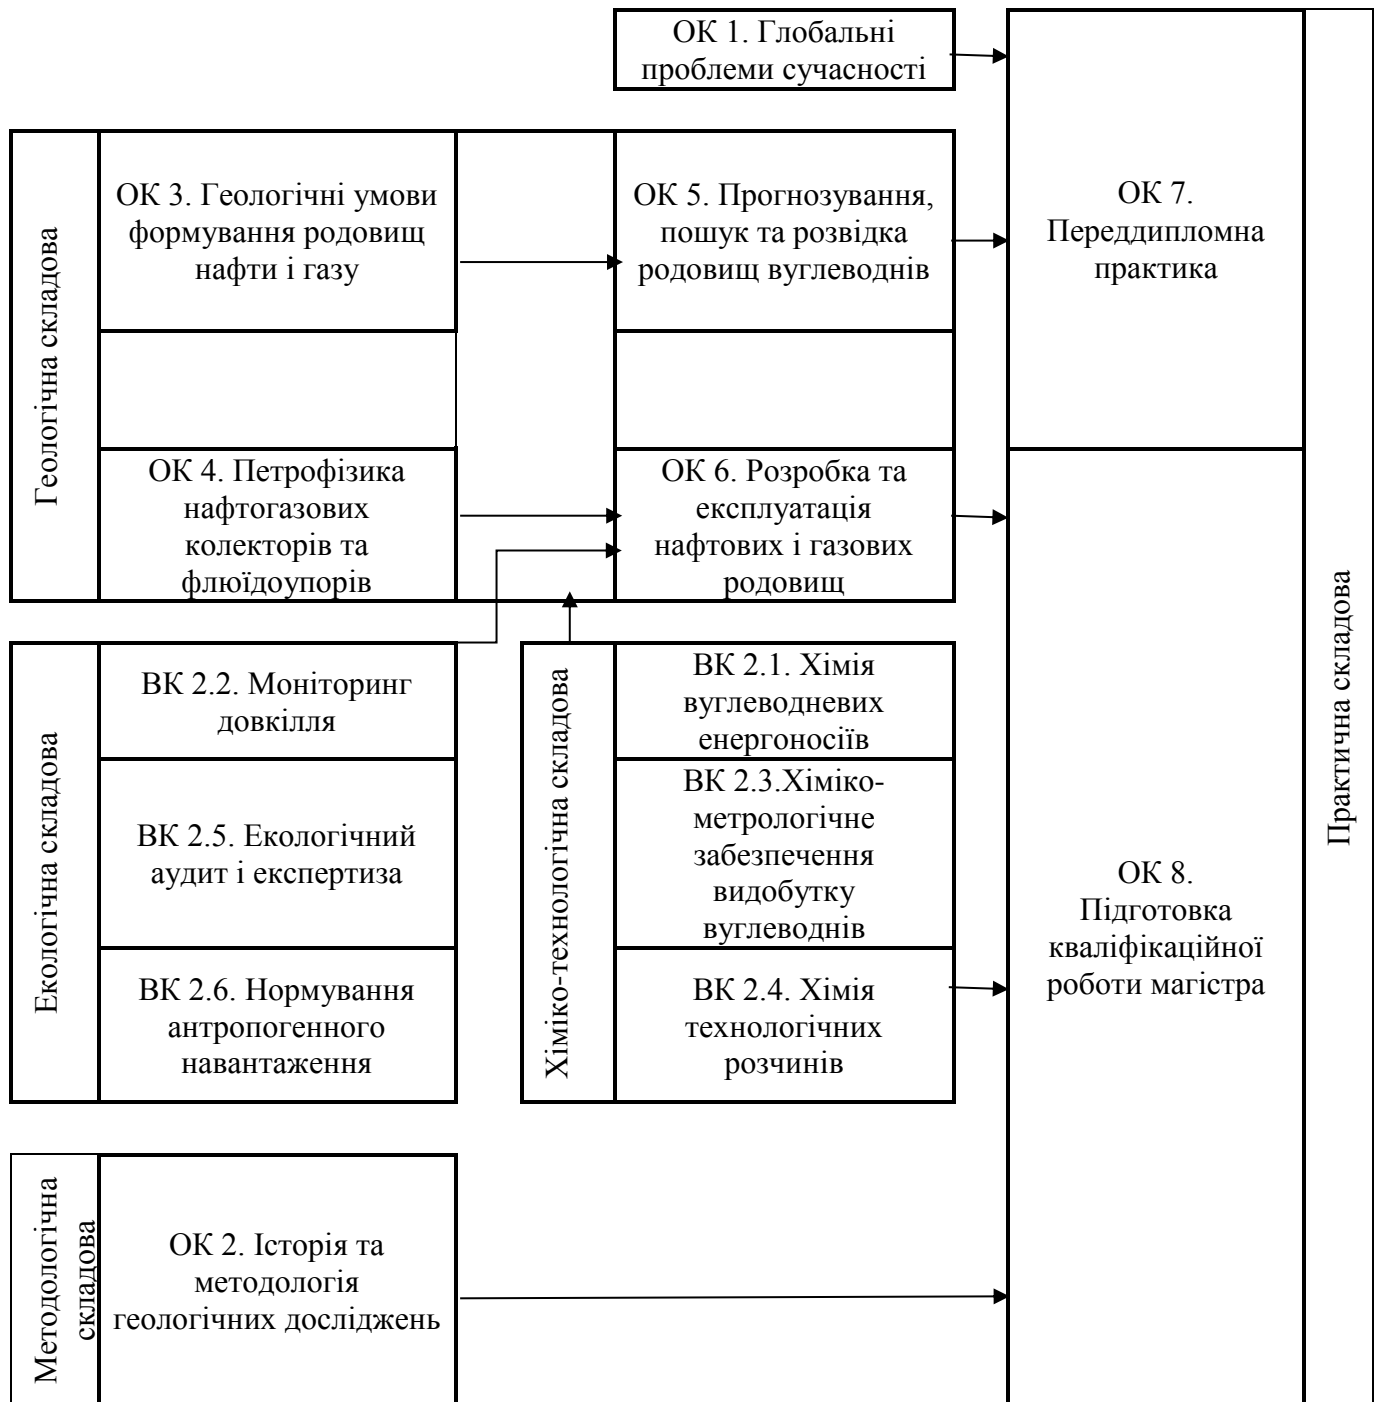 ОК 1. Глобальні
проблеми сучасності
Геологічна складова
ОК 3. Геологічні умови
формування родовищ
нафти і газу
ОК 5. Прогнозування,
пошук та розвідка
родовищ вуглеводнів
ОК 7.
Переддипломна
практика
ОК 4. Петрофізика
нафтогазових
колекторів та
флюїдоупорів
ОК 6. Розробка та
експлуатація
нафтових і газових
родовищ
Практична складова
Екологічна складова
ВК 2.2. Моніторинг
довкілля
ВК 2.5. Екологічний
аудит і експертиза
ВК 2.6. Нормування
антропогенного
навантаження
Хіміко-технологічна складова
ВК 2.1. Хімія
вуглеводневих
енергоносіїв
ВК 2.3.Хіміко-
метрологічне
забезпечення
видобутку
вуглеводнів
ВК 2.4. Хімія
технологічних
розчинів
ОК 8.
Підготовка
кваліфікаційної
роботи магістра
Методологічна
складова
ОК 2. Історія та
методологія
геологічних досліджень